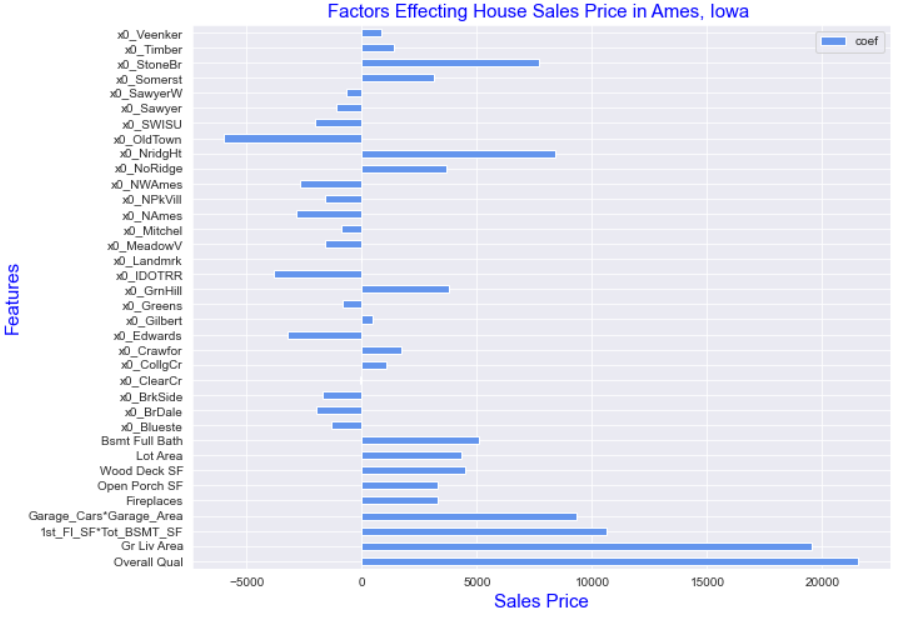 Factors Effecting House Sales Price in Ames, Iowa
coef
Features
x0_Veenker
x0_Timber
x0_StoneBr
x0_Somerst
x0_SawyerW
x0_Sawyer
x0_SWISU
x0_OldTown
x0_NridgHt
x0_NoRidge
x0_NWAmes
x0_NPkVill
x0_NAmes
x0_Mitchel
x0_MeadowV
x0_Landmrk
x0_IDOTRR
x0_GrnHill
x0_Greens
x0_Gilbert
x0_Edwards
x0_Crawfor
x0_CollgCr
x0_ClearCr
x0_BrkSide
x0_BrDale
x0_Blueste
Bsmt Full Bath
Lot Area
Wood Deck SF
Open Porch SF
Fireplaces
Garage_Cars*Garage_Area
1st_Fl_SF*Tot_BSMT_SF
Gr Liv Area
Overall Qual
−5000 0 5000 10000 15000 20000
Sales Price